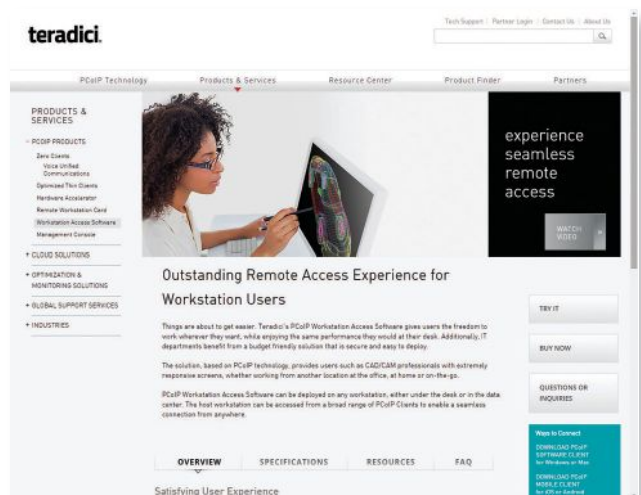 teradici.
Tech Support | Partner Login | Contact Us | About Us
PCoIP Technology
Products & Services
Resource Center
Product Finder
Partners
PRODUCTS &
SERVICES
- PCOIP PRODUCTS
Zero Clients
Voice Unified
Communications
Optimized Thin Clients
Hardware Accelerator
Remote Workstation Card
Workstation Access Software
Management Console
+ CLOUD SOLUTIONS
+ OPTIMIZATION &
MONITORING SOLUTIONS
+ GLOBAL SUPPORT SERVICES
+ INDUSTRIES
experience
seamless
remote
access
WATCH
VIDEO
Outstanding Remote Access Experience for
Workstation Users
Things are about to get easier. Teradici's PCoIP Workstation Access Software gives users the freedom to
work wherever they want, while enjoying the same performance they would at their desk. Additionally, IT
departments benefit from a budget friendly solution that is secure and easy to deploy.
The solution, based on PCoIP technology, provides users such as CAD/CAM professionals with extremely
responsive screens, whether working from another location at the office, at home or on-the-go.
PCoIP Workstation Access Software can be deployed on any workstation, either under the desk or in the data
center. The host workstation can be accessed from a broad range of PCoIP Clients to enable a seamless
connection from anywhere.
TRY IT
BUY NOW
QUESTIONS OR
INQUIRIES
Ways to Connect
DOWNLOAD PCoIP
SOFTWARE CLIENT
for Windows or Mac
DOWNLOAD PCoIP
MOBILE CLIENT
for iOS or Android
OVERVIEW
SPECIFICATIONS
RESOURCES
FAQ
Satisfying User Experience